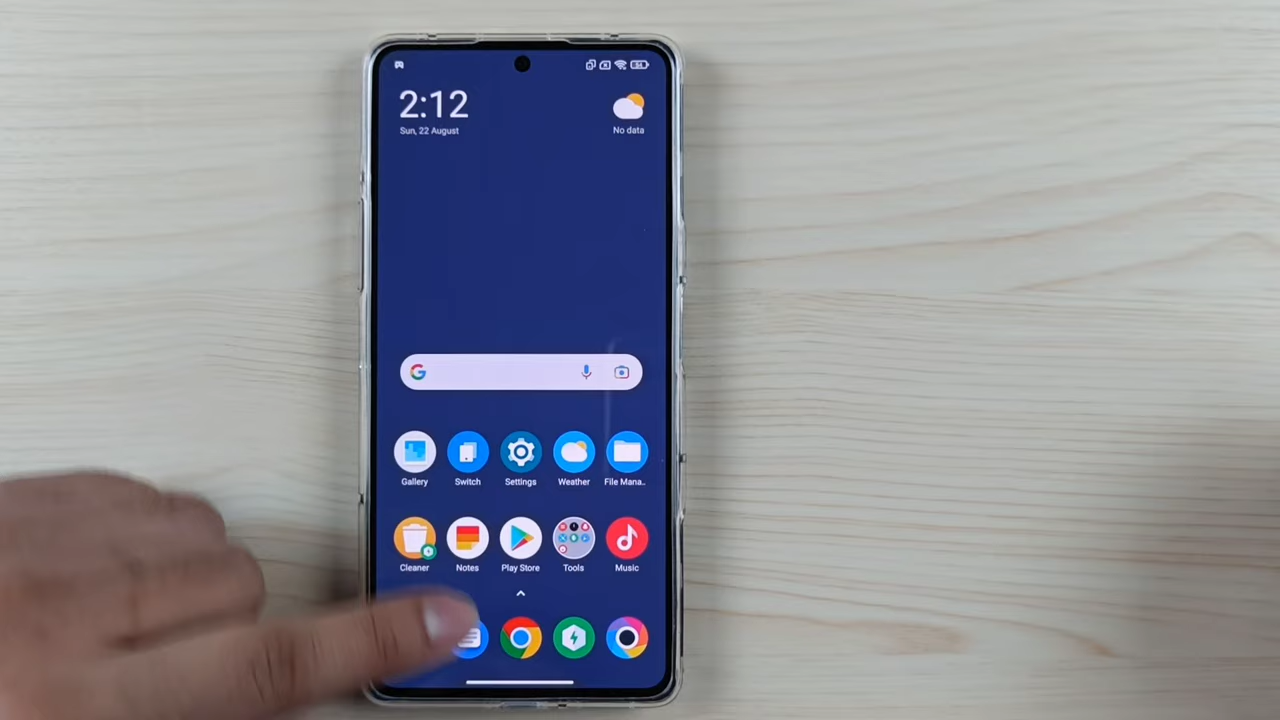 2:12
Sun, 22 August
No data
Gallery Switch Settings Weather File Mana..
Cleaner Notes Play Store Tools Music